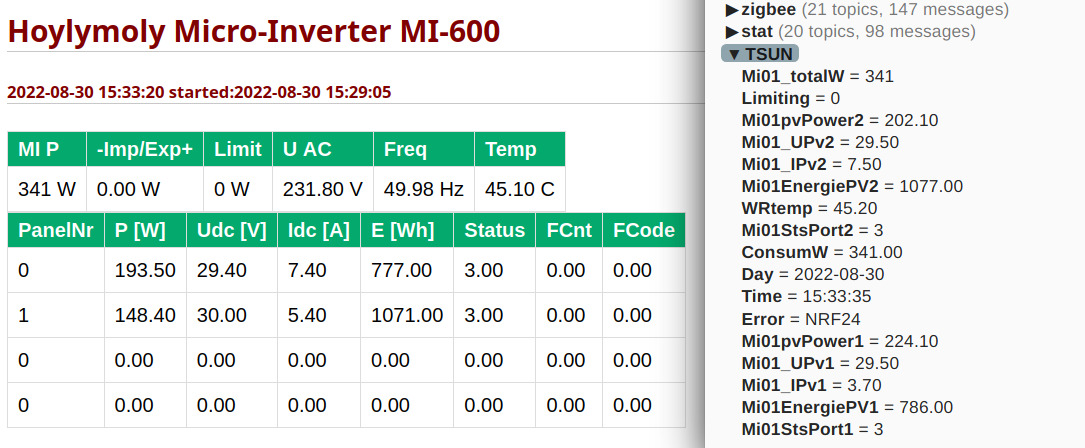 Hoylymoly Micro-Inverter MI-600
2022-08-30 15:33:20 started:2022-08-30 15:29:05
MI P -Imp/Exp+ Limit U AC Freq Temp
341 W 0.00 W 0 W 231.80 V 49.98 Hz 45.10 C
PanelNr P [W] Udc [V] Idc [A] E [Wh] Status FCnt FCode
0 193.50 29.40 7.40 777.00 3.00 0.00 0.00
1 148.40 30.00 5.40 1071.00 3.00 0.00 0.00
0 0.00 0.00 0.00 0.00 0.00 0.00 0.00
0 0.00 0.00 0.00 0.00 0.00 0.00 0.00
▶zigbee (21 topics, 147 messages)
▶stat (20 topics, 98 messages)
▼TSUN
Mi01_totalW = 341
Limiting = 0
Mi01pvPower2 = 202.10
Mi01_UPv2 = 29.50
Mi01_IPv2 = 7.50
Mi01EnergiePV2 = 1077.00
WRtemp = 45.20
Mi01StsPort2 = 3
ConsumW = 341.00
Day = 2022-08-30
Time = 15:33:35
Error = NRF24
Mi01pvPower1 = 224.10
Mi01_UPv1 = 29.50
Mi01_IPv1 = 3.70
Mi01EnergiePV1 = 786.00
Mi01StsPort1 = 3